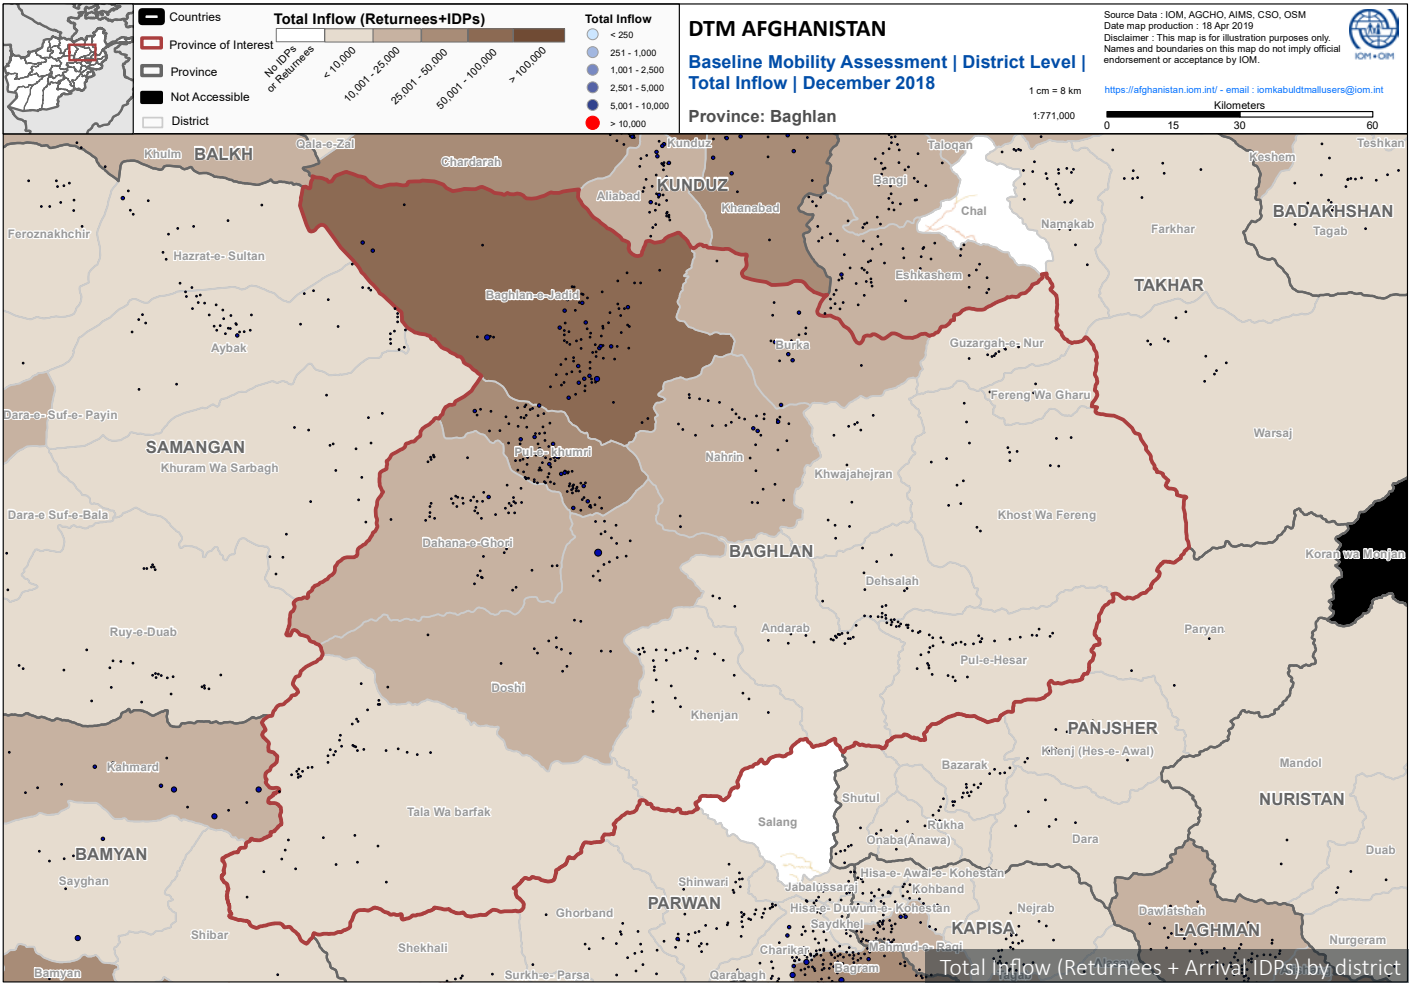 Countries
Province of Interest
Province
Not Accessible
District
Total Inflow (Returnees+IDPs)
No IDPs
or Returnees
< 10,000
10,001 - 25,000
25,001 - 50,000
50,001 - 100,000
> 100,000
Total Inflow
< 250
251 - 1,000
1,001 - 2,500
2,501 - 5,000
5,001 - 10,000
> 10,000
DTM AFGHANISTAN
Baseline Mobility Assessment | District Level |
Total Inflow | December 2018
Province: Baghlan
1 cm = 8 km
1:771,000
Source Data : IOM, AGCHO, AIMS, CSO, OSM
Date map production : 18 Apr 2019
Disclaimer : This map is for illustration purposes only.
Names and boundaries on this map do not imply official
endorsement or acceptance by IOM.
https://afghanistan.iom.int/ - email : iomkabuldtmallusers@iom.int
IOM • OIM
Kilometers
0 15 30 60
Khulm
BALKH
Qala-e-Zal
Chardarah
Kunduz
Taloqan
Teshkan
Keshem
Aliabad
KUNDUZ
Bangi
Khanabad
Chal
Namakab
Farkhar
BADAKHSHAN
Tagab
Feroznakhchir
Hazrat-e- Sultan
Eshkashem
TAKHAR
Baghlan-e-Jadid
Aybak
Burka
Guzargah-e- Nur
Fereng Wa Gharu
Dara-e- Suf-e- Payin
Warsaj
SAMANGAN
Khuram Wa Sarbagh
Pul-e- khumri
Nahrin
Khwajahejran
Dara-e Suf-e-Bala
Khost Wa Fereng
Dahana-e-Ghori
BAGHLAN
Koran wa Monjan
Dehsalah
Ruy-e-Duab
Andarab
Paryan
Pul-e-Hesar
Doshi
Khenjan
PANJSHER
Khenj (Hes-e- Awal)
Kahmard
Bazarak
Mandol
Tala Wa barfak
Shutul
NURISTAN
Salang
Rukha
Onaba(Anawa)
Dara
BAMYAN
Duab
Sayghan
Shinwari
Jabalussaraj
Hisa-e- Awal-e- Kohestan
Kohband
PARWAN
Hisa-e- Duwum-e- Kohestan
Nejrab
Dawlatshah
Ghorband
Saydkhel
KAPISA
LAGHMAN
Shibar
Shekhali
Charikar
Mahmud-e- Raqi
Nurgeram
Bamyan
Surkh-e- Parsa
Qarabagh
Bagram
Total Inflow (Returnees + Arrival IDPs) by district